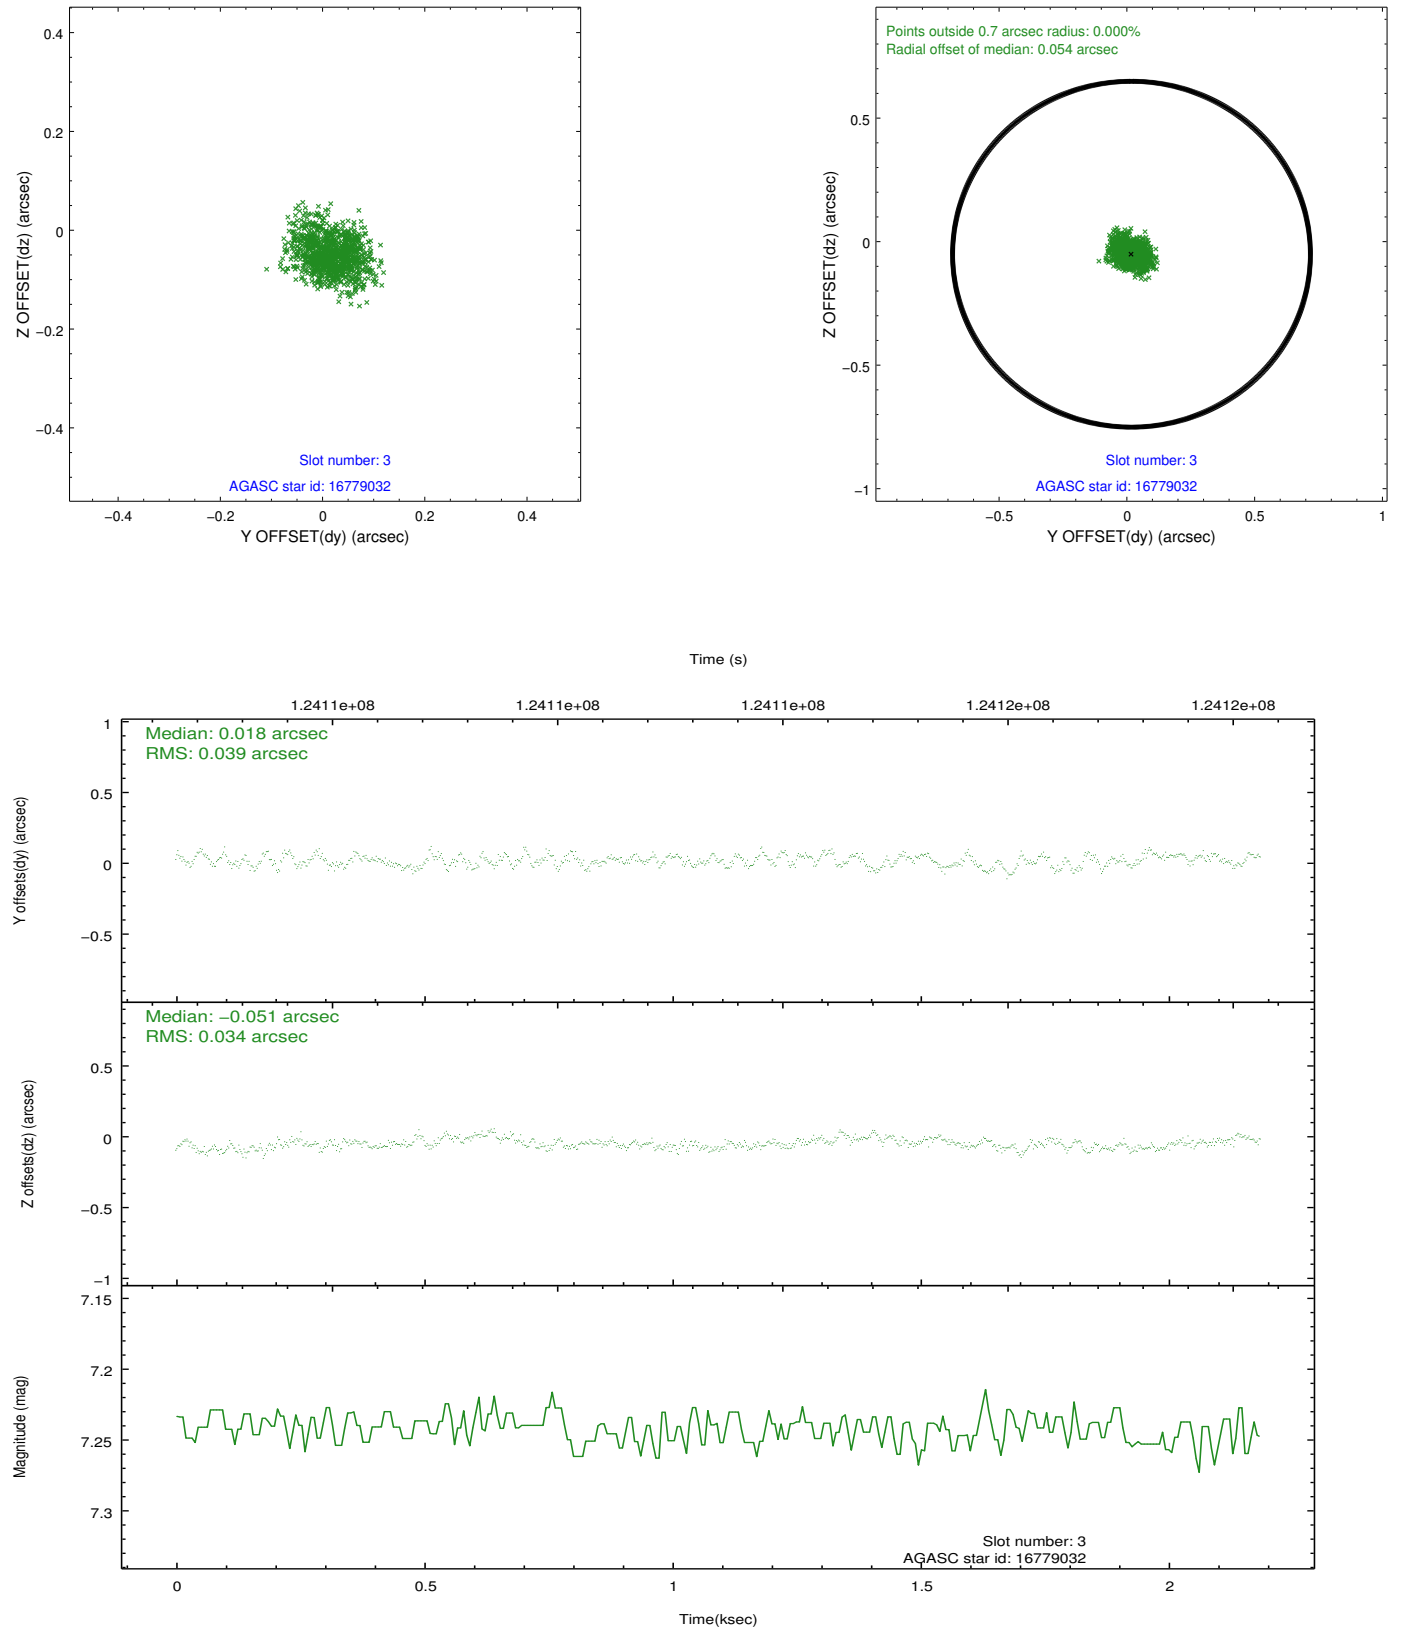 0.4
0.2
0
−0.2
−0.4
Z OFFSET(dz) (arcsec)
Slot number: 3
AGASC star id: 16779032
−0.4 −0.2 0 0.2 0.4
Y OFFSET(dy) (arcsec)
Points outside 0.7 arcsec radius: 0.000%
Radial offset of median: 0.054 arcsec
0.5
0
−0.5
−1
Z OFFSET(dz) (arcsec)
Slot number: 3
AGASC star id: 16779032
−0.5 0 0.5 1
Y OFFSET(dy) (arcsec)
Time (s)
1.2411e+08 1.2411e+08 1.2411e+08 1.2412e+08 1.2412e+08
Median: 0.018 arcsec
RMS: 0.039 arcsec
1
0.5
0
−0.5
Y offsets(dy) (arcsec)
Median: −0.051 arcsec
RMS: 0.034 arcsec
0.5
0
−0.5
−1
Z offsets(dz) (arcsec)
7.15
7.2
7.25
7.3
Magnitude (mag)
Slot number: 3
AGASC star id: 16779032
0 0.5 1 1.5 2
Time(ksec)